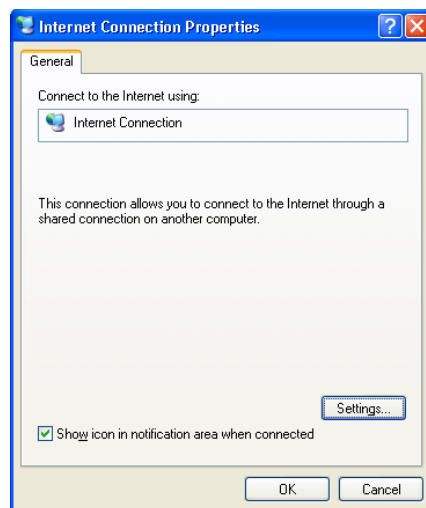 Internet Connection Properties
General
Connect to the Internet using:
Internet Connection
This connection allows you to connect to the Internet through a
shared connection on another computer.
Settings...
Show icon in notification area when connected
OK Cancel